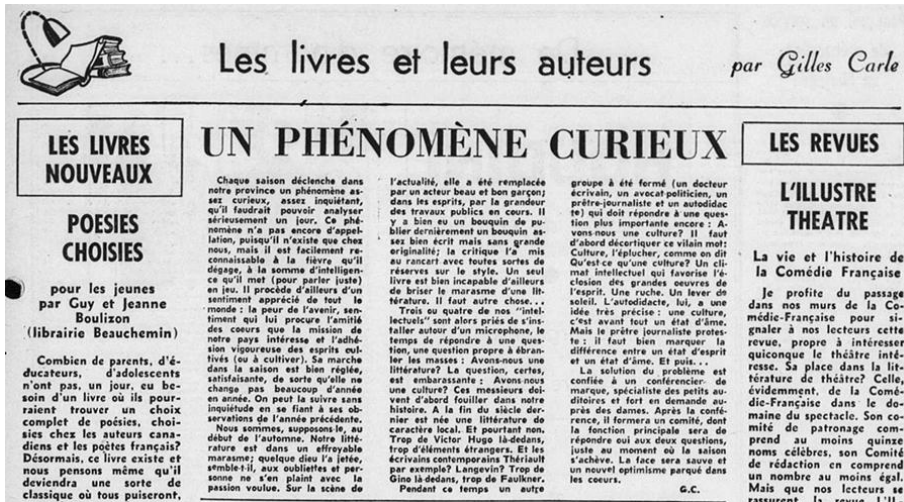 Les livres et leurs auteurs
par Gilles Carle
LES LIVRES
NOUVEAUX
POESIES
CHOISIES
pour les jeunes
par Guy et Jeanne
Boulizon
(librairie Beauchemin)
Combien de parents, d'é-
ducateurs, d'adolescents
n'ont pas, un jour, eu be-
soin d'un livre où ils pour-
raient trouver un choix
complet de poésies, choi-
sies chez les auteurs cana-
diens et les poètes français?
Désormais, ce livre existe et
nous pensons même qu'il
deviendra une sorte de
classique où tous puiseront,
UN PHÉNOMÈNE CURIEUX
Chaque saison déclenche dans
notre province un phénomène as-
sez curieux, assez inquiétant,
qu'il faudrait pouvoir analyser
sérieusement un jour. Ce phé-
nomène n'a pas encore d'appel-
lation, puisqu'il n'existe que chez
nous, mais il est facilement re-
connaissable à la fièvre qu'il
dégage, à la somme d'intelligen-
ce qu'il met (pour parler juste)
en jeu. Il procède d'ailleurs d'un
sentiment apprécié de tout le
monde : la peur de l'avenir, sen-
timent qui lui procure l'amitié
des coeurs que la mission de
notre pays intéresse et l'adhé-
sion vigoureuse des esprits cul-
tivés (ou à cultiver). Sa marche
dans la saison est bien réglée,
satisfaisante, de sorte qu'elle ne
change pas beaucoup d'année
en année. On peut la suivre sans
inquiétude en se fiant à ses ob-
servations de l'année précédente.
Nous sommes, supposons-le, au
début de l'automne. Notre litté-
rature est dans un effreyable
marasme; quelque dieu l'a jetée,
semble-t-il, aux oubliettes et per-
sonne ne s'en plaint avec la
passion voulue. Sur la scène de
l'actualité, elle a été remplacée
par un acteur beau et bon garçon;
dans les esprits, par la grandeur
des travaux publics en cours. Il
y a bien eu un bouquin de pu-
blier dernièrement un bouquin as-
sez bien écrit mais sans grande
originalité; la critique l'a mis
au rancart avec toutes sortes de
réserves sur le style. Un seul
livre est bien incapable d'ailleurs
de briser le marasme d'une lit-
térature. Il faut autre chose...
Trois ou quatre de nos "intel-
lectuels" sont alors priés de s'ins-
taller autour d'un microphone, le
temps de répondre à une ques-
tion, une question propre à ébran-
ler les masses : Avons-nous une
littérature? La question, certes,
est embarassante : Avons-nous
une culture? Ces messieurs doi-
vent d'abord fouiller dans notre
histoire. A la fin du siècle der-
nier est née une littérature de
caractère local. Et pourtant non.
Trop de Victor Hugo là-dedans,
trop d'éléments étrangers. Et les
écrivains contemporains Thériault
par exemple? Langevin? Trop de
Gino là-dedans, trop de Faulkner.
Pendant ce temps un autre
groupe à été formé (un docteur
écrivain, un avocat-politicien, un
prêtre-journaliste et un autodidac-
te) qui doit répondre à une ques-
tion plus importante encore : A-
vons-nous une culture? Il faut
d'abord décortiquer ce vilain mot:
Culture, l'éplucher, comme on dit
Qu'est-ce qu'une culture? Un cli-
mat intellectuel qui favorise l'é-
closion des grandes oeuvres de
l'esprit. Une ruche. Un lever de
soleil. L'autodidacte, lui, a une
idée très précise : une culture,
c'est avant tout un état d'âme.
Mais le prêtre journaliste protes-
te : il faut bien marquer la
différence entre un état d'esprit
et un état d'âme. Et puis...
La solution du problème est
confiée à un conférencier de
marque, spécialiste des petits au-
ditoires et fort en demande au-
près des dames. Après la confé-
rence, il formera un comité, dont
la fonction principale sera de
répondre oui aux deux questions,
juste au moment où la saison
s'achève. La face sera sauve et
un nouvel optimisme parqué dans
les coeurs.
G.C.
LES REVUES
L'ILLUSTRE
THEATRE
La vie et l'histoire de
la Comédie Française
Je profite du passage
dans nos murs de la Co-
médie-Française pour si-
gnaler à nos lecteurs cette
revue, propre à intéresser
quiconque le théâtre inté-
resse. Sa place dans la lit-
térature de théâtre? Celle,
évidemment, de la Comé-
die-Française dans le do-
maine du spectacle. Son co-
mité de patronage com-
prend au moins quinze
noms célèbres, son Comité
de rédaction en comprend
un nombre au moins égal.
Mais que nos lecteurs se
rassurent la revue